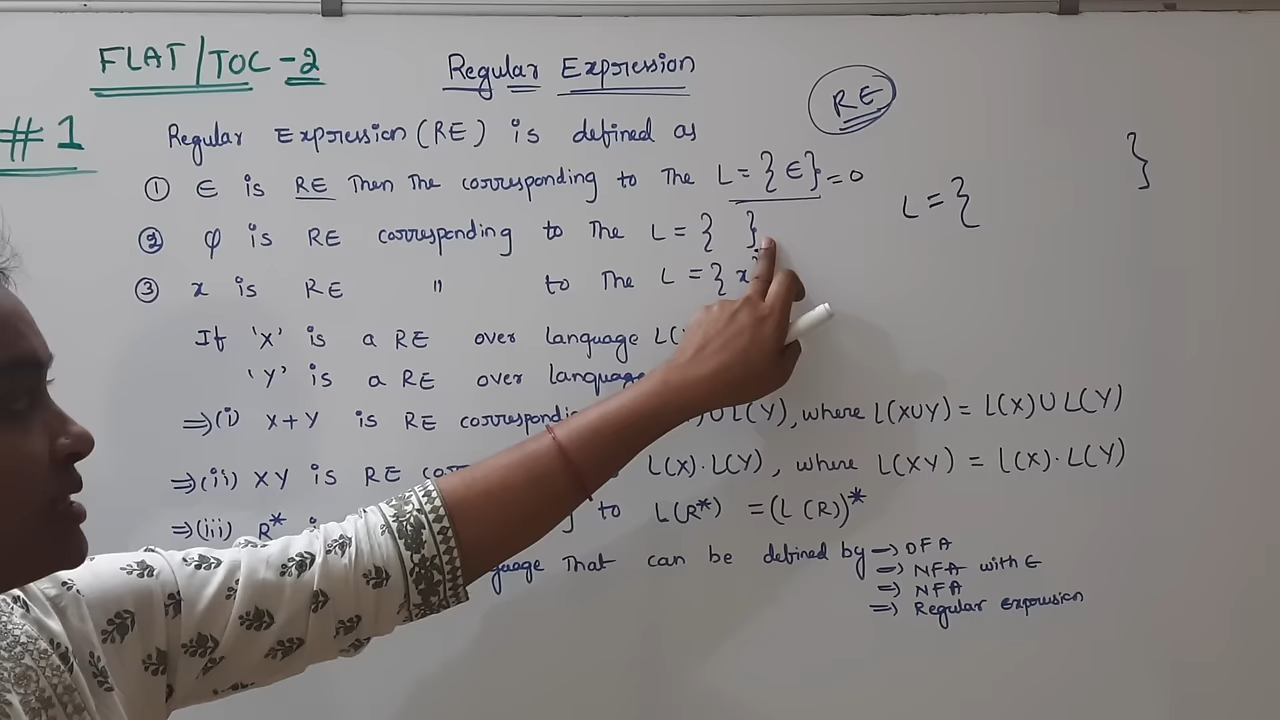 FLAT/TOC-2
Regular Expression
RE
#1
Regular Expression (RE) is defined as
① ∈ is RE Then The corresponding to the L = { ∈ } = 0
L = { }
② φ is RE corresponding to The L = { }
③ x is RE " to The L = { x
If 'X' is a RE over language L(
'Y' is a RE over language
⇒(i) X+Y is RE U L(Y), where L(XUY) = L(X) U L(Y)
⇒(ii) XY is RE L(X).L(Y), where L(XY) = L(X).L(Y)
⇒(iii) R* to L(R*) = (L(R))*
That can be defined by → DFA
⇒ NFA with ∈
⇒ NFA
⇒ Regular expression